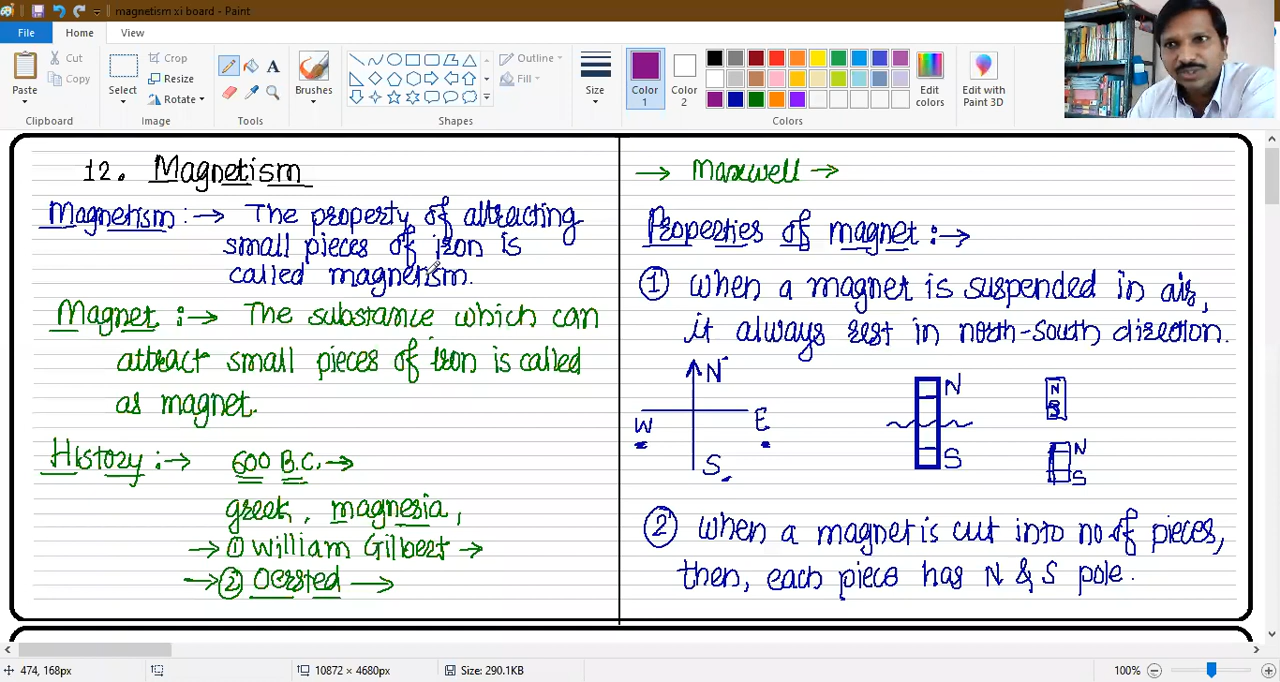 magnetism xi board - Paint
File
Home
View
Paste
Cut
Copy
Clipboard
Select
Crop
Resize
Rotate
Image
A
Tools
Brushes
Outline
Fill
Shapes
Size
Color 1
Color 2
Edit colors
Edit with Paint 3D
Colors
12. Magnetism
Magnetism :→ The property of attracting
small pieces of iron is
called magnetism.
Magnet :→ The substance which can
attract small pieces of iron is called
as magnet.
History :→ 600 B.C. →
greek, magnesia,
→ ① William Gilbert →
→ ② Oersted →
→ Maxwell →
Properties of magnet :→
① When a magnet is suspended in air,
it always rest in north-south direction.
N
W E
S
N
S
N
S
N
S
② When a magnet is cut into no of pieces,
then, each piece has N & S pole.
474, 168px
10872 × 4680px
Size: 290.1KB
100%